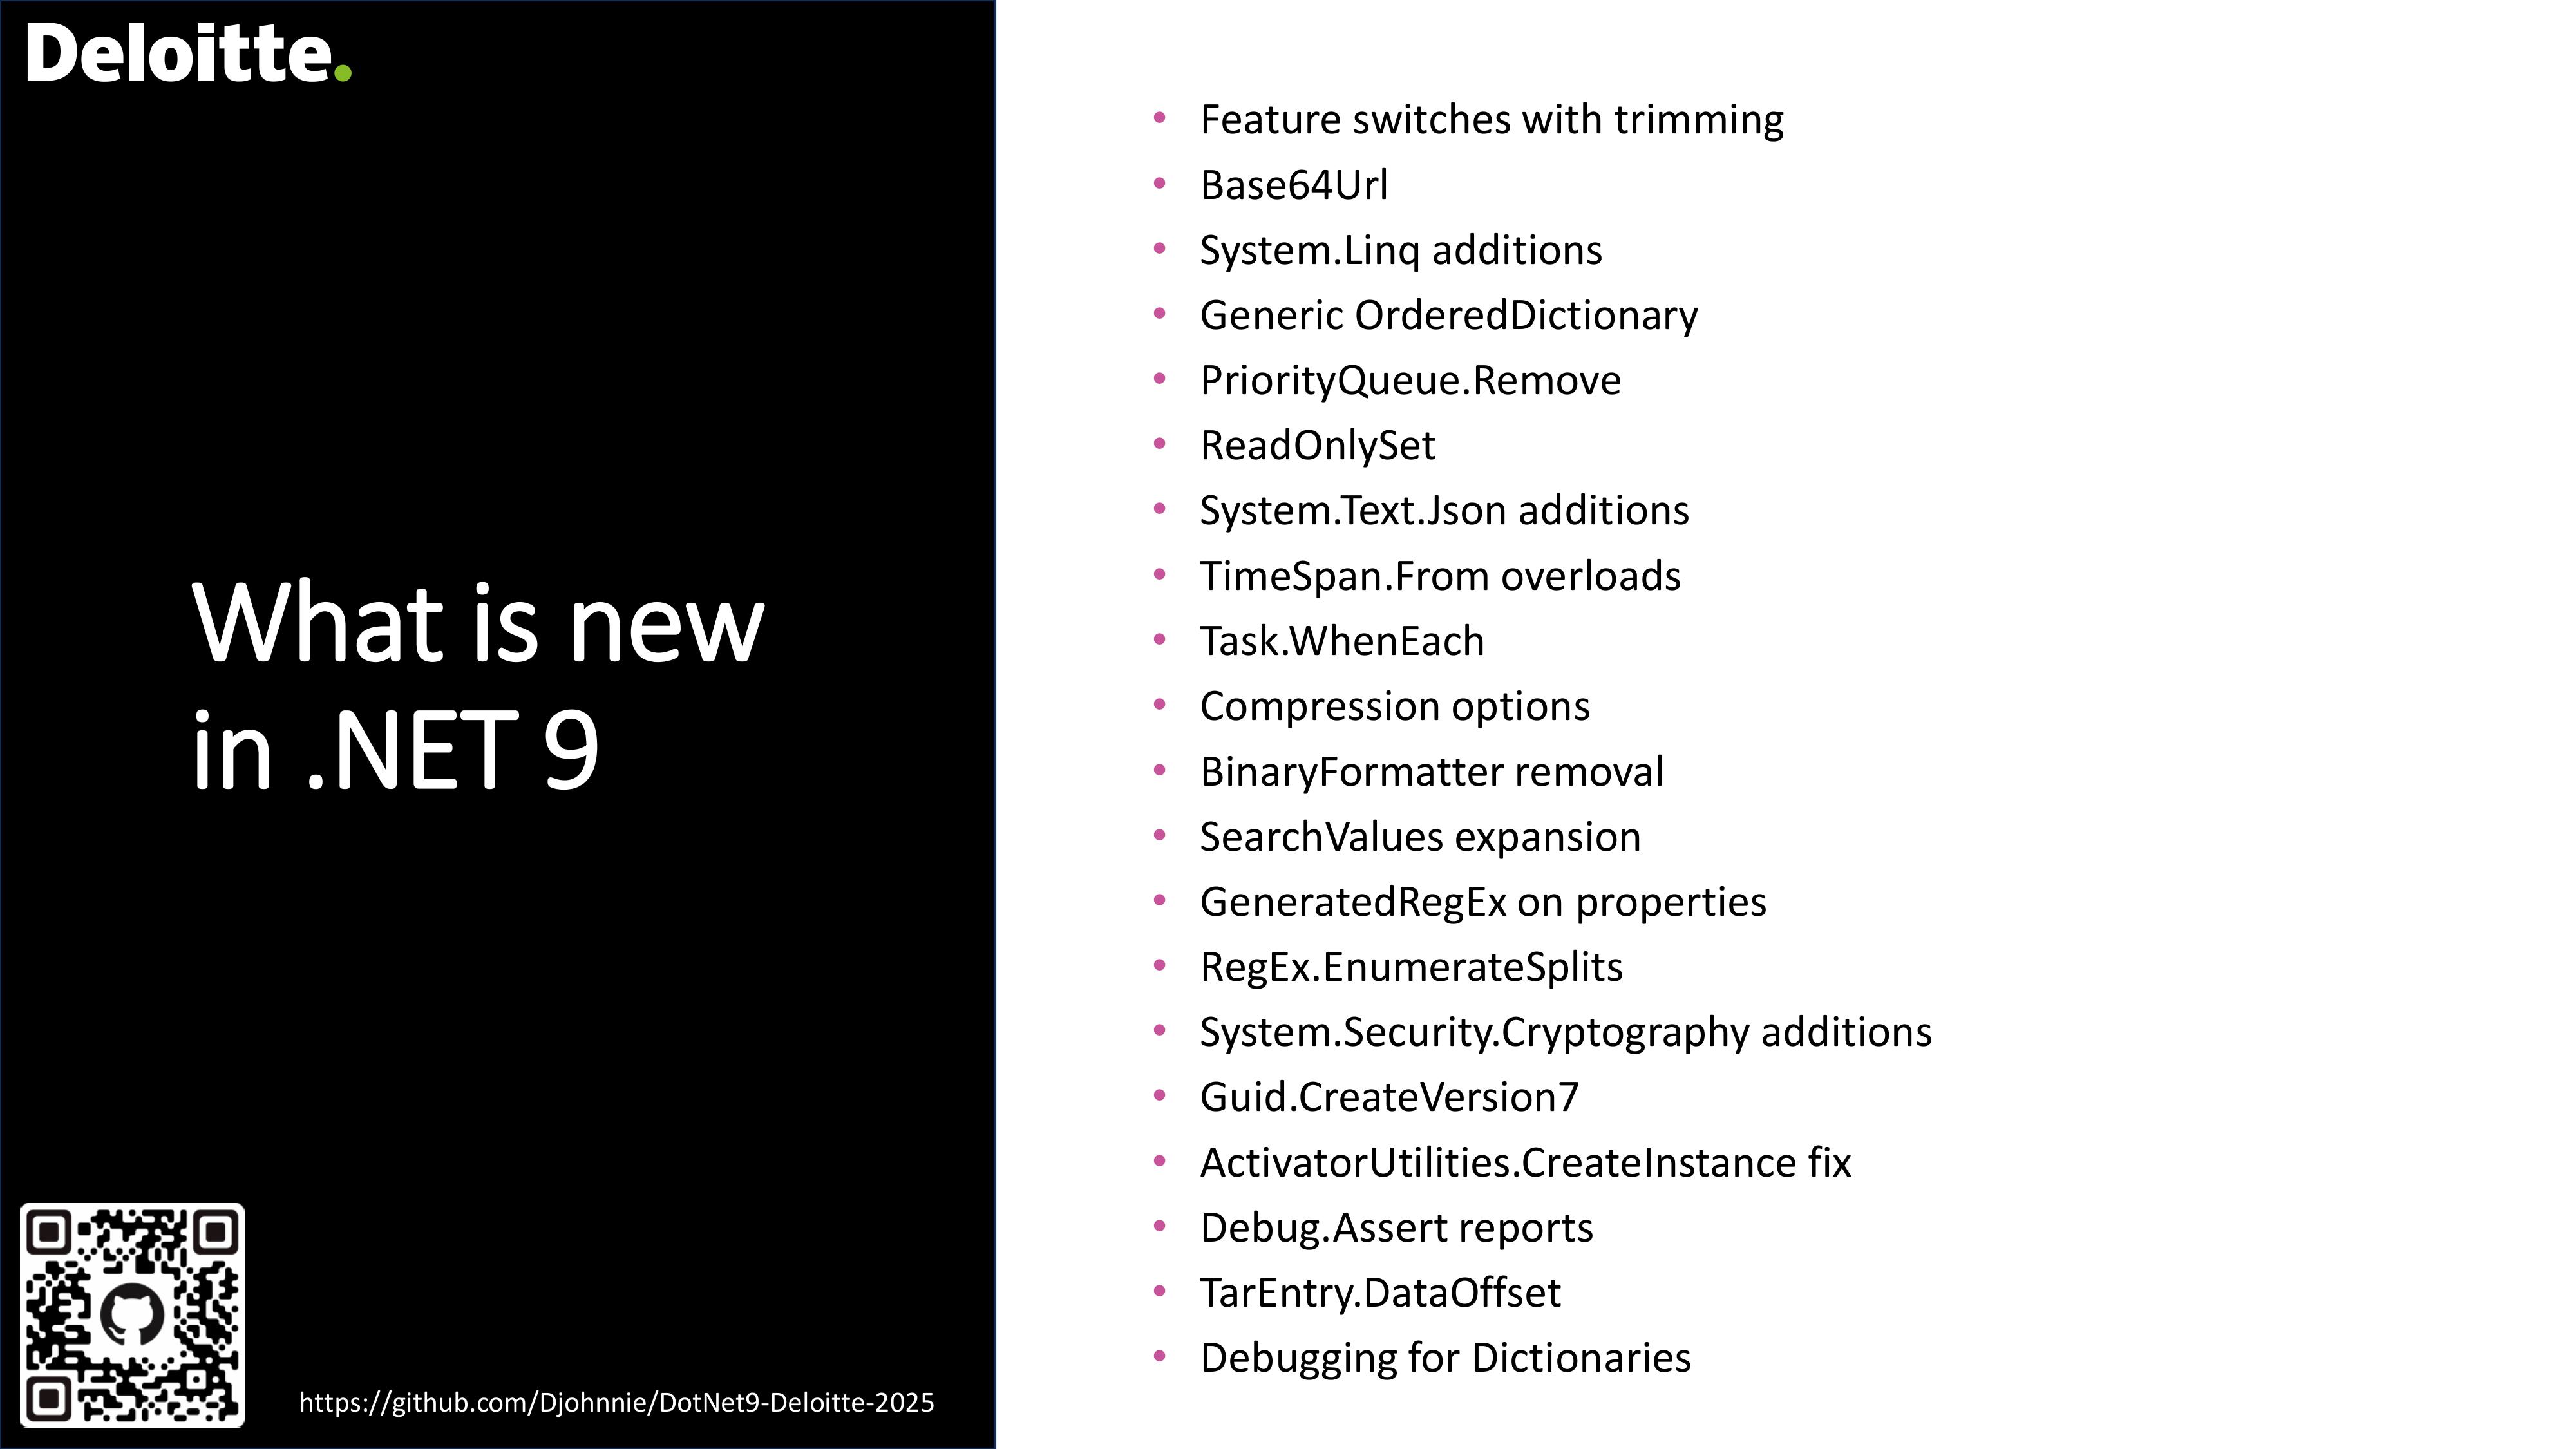 Deloitte.
What is new
in .NET 9
https://github.com/Djohnnie/DotNet9-Deloitte-2025
• Feature switches with trimming
• Base64Url
• System.Linq additions
• Generic OrderedDictionary
• PriorityQueue.Remove
• ReadOnlySet
• System.Text.Json additions
• TimeSpan.From overloads
• Task.WhenEach
• Compression options
• BinaryFormatter removal
• SearchValues expansion
• GeneratedRegEx on properties
• RegEx.EnumerateSplits
• System.Security.Cryptography additions
• Guid.CreateVersion7
• ActivatorUtilities.CreateInstance fix
• Debug.Assert reports
• TarEntry.DataOffset
• Debugging for Dictionaries